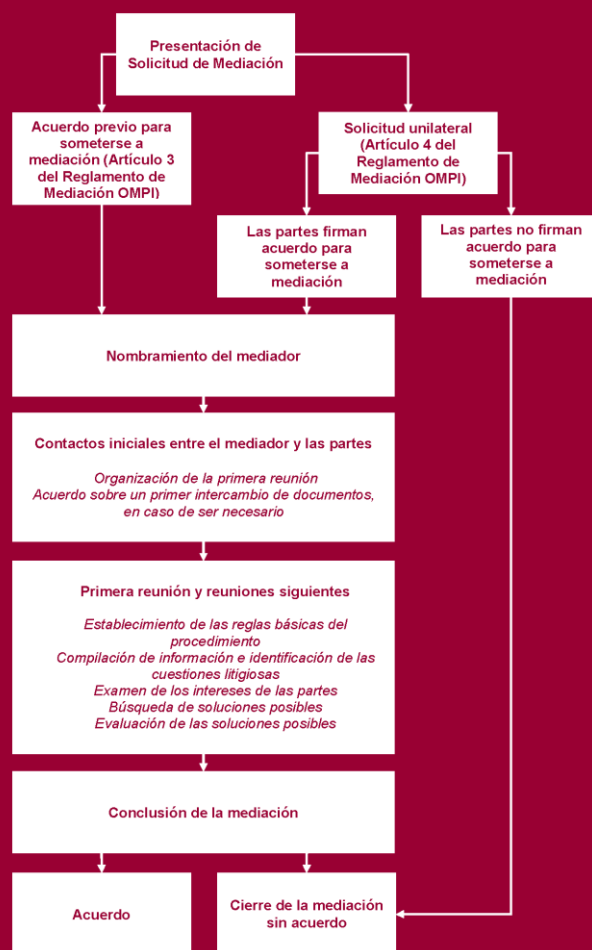 Presentación de
Solicitud de Mediación
Acuerdo previo para
someterse a
mediación (Artículo 3
del Reglamento de
Mediación OMPI)
Solicitud unilateral
(Artículo 4 del
Reglamento de
Mediación OMPI)
Las partes firman
acuerdo para
someterse a
mediación
Las partes no firman
acuerdo para
someterse a
mediación
Nombramiento del mediador
Contactos iniciales entre el mediador y las partes
Organización de la primera reunión
Acuerdo sobre un primer intercambio de documentos,
en caso de ser necesario
Primera reunión y reuniones siguientes
Establecimiento de las reglas básicas del
procedimiento
Compilación de información e identificación de las
cuestiones litigiosas
Examen de los intereses de las partes
Búsqueda de soluciones posibles
Evaluación de las soluciones posibles
Conclusión de la mediación
Acuerdo
Cierre de la mediación
sin acuerdo